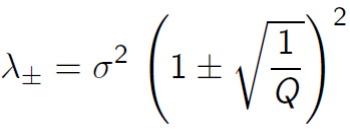 λ± = σ² (1 ± √(1/Q))²